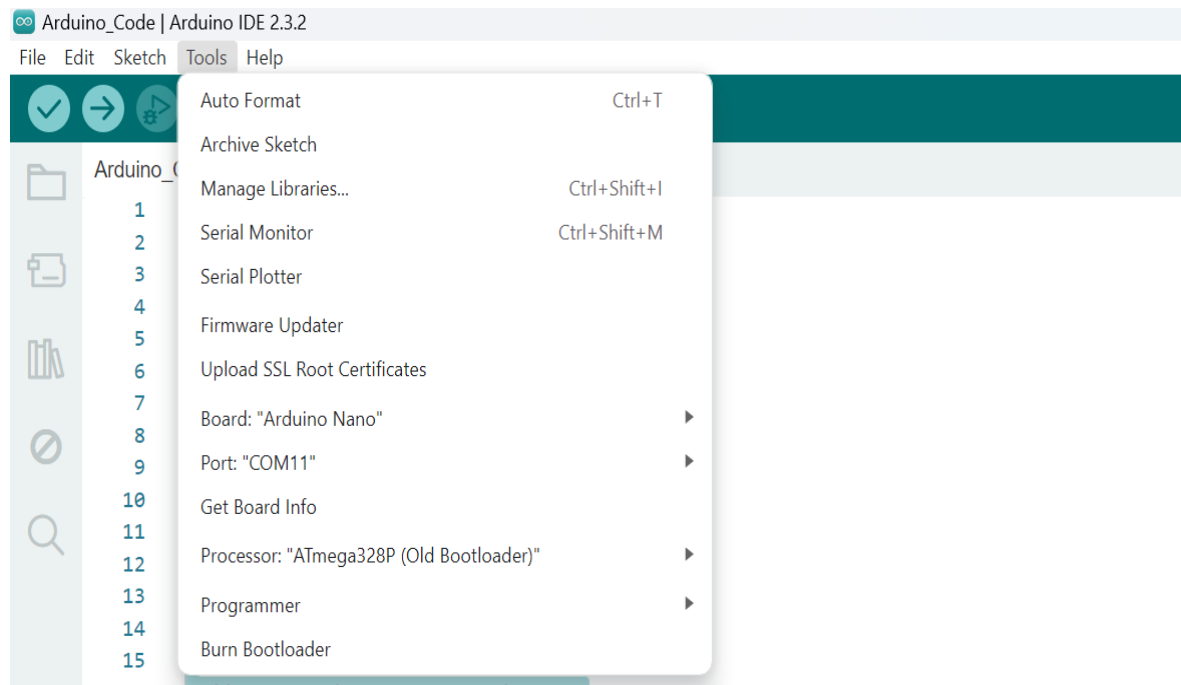 Arduino_Code | Arduino IDE 2.3.2
File Edit Sketch Tools Help
Arduino_
Auto Format Ctrl+T
Archive Sketch
Manage Libraries... Ctrl+Shift+I
Serial Monitor Ctrl+Shift+M
Serial Plotter
Firmware Updater
Upload SSL Root Certificates
Board: "Arduino Nano"
Port: "COM11"
Get Board Info
Processor: "ATmega328P (Old Bootloader)"
Programmer
Burn Bootloader
1
2
3
4
5
6
7
8
9
10
11
12
13
14
15